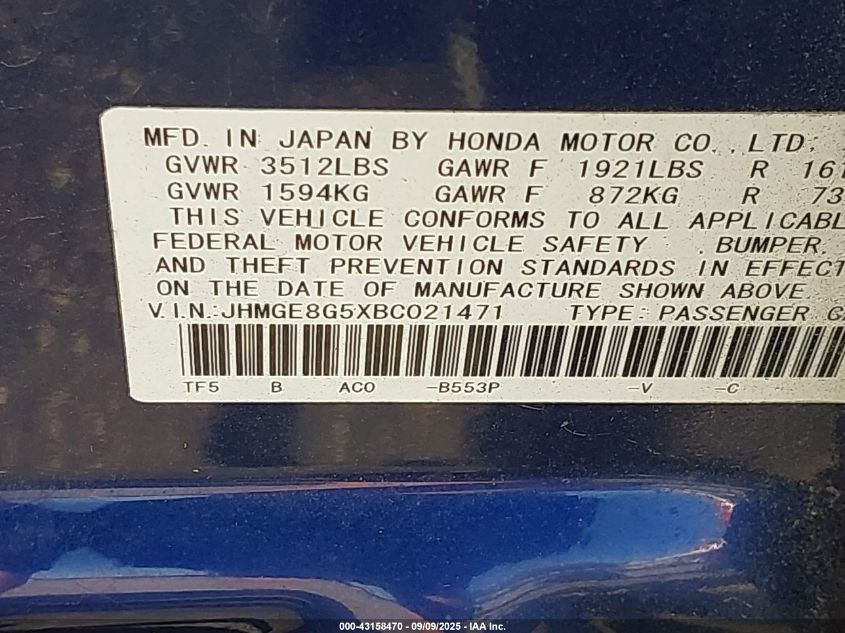 MFD. IN JAPAN BY HONDA MOTOR CO., LTD.
GVWR 3512LBS GAWR F 1921LBS R 161
GVWR 1594KG GAWR F 872KG R 73
THIS VEHICLE CONFORMS TO ALL APPLICABL
FEDERAL MOTOR VEHICLE SAFETY, BUMPER,
AND THEFT PREVENTION STANDARDS IN EFFECT
ON THE DATE OF MANUFACTURE SHOWN ABOVE.
V.I.N.:JHMGE8G5XBC021471 TYPE: PASSENGER C
TF5 B AC0 -B553P -V -C
000-43158470 - 09/09/2025 - IAA Inc.